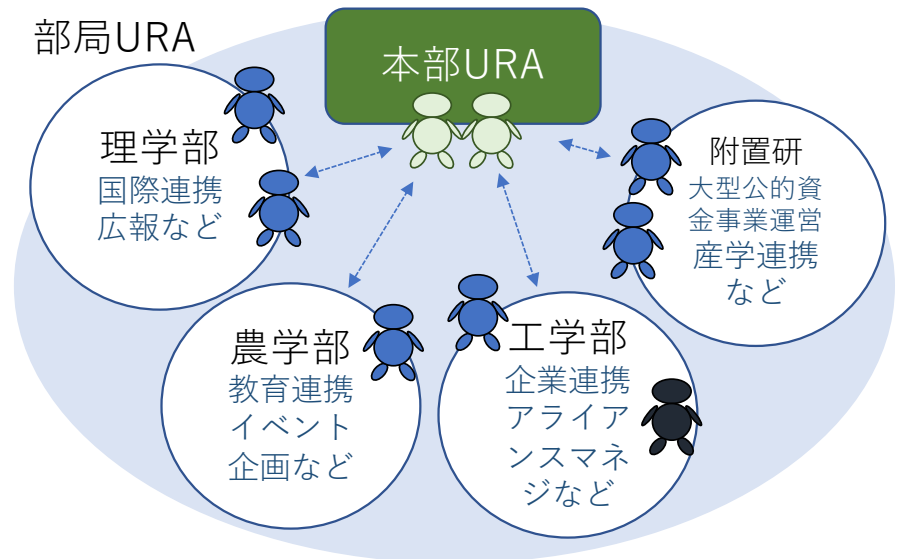 部局URA
本部URA
理学部
国際連携
広報など
附置研
大型公的資
金事業運営
産学連携
など
農学部
教育連携
イベント
企画など
工学部
企業連携
アライア
ンスマネ
ジなど